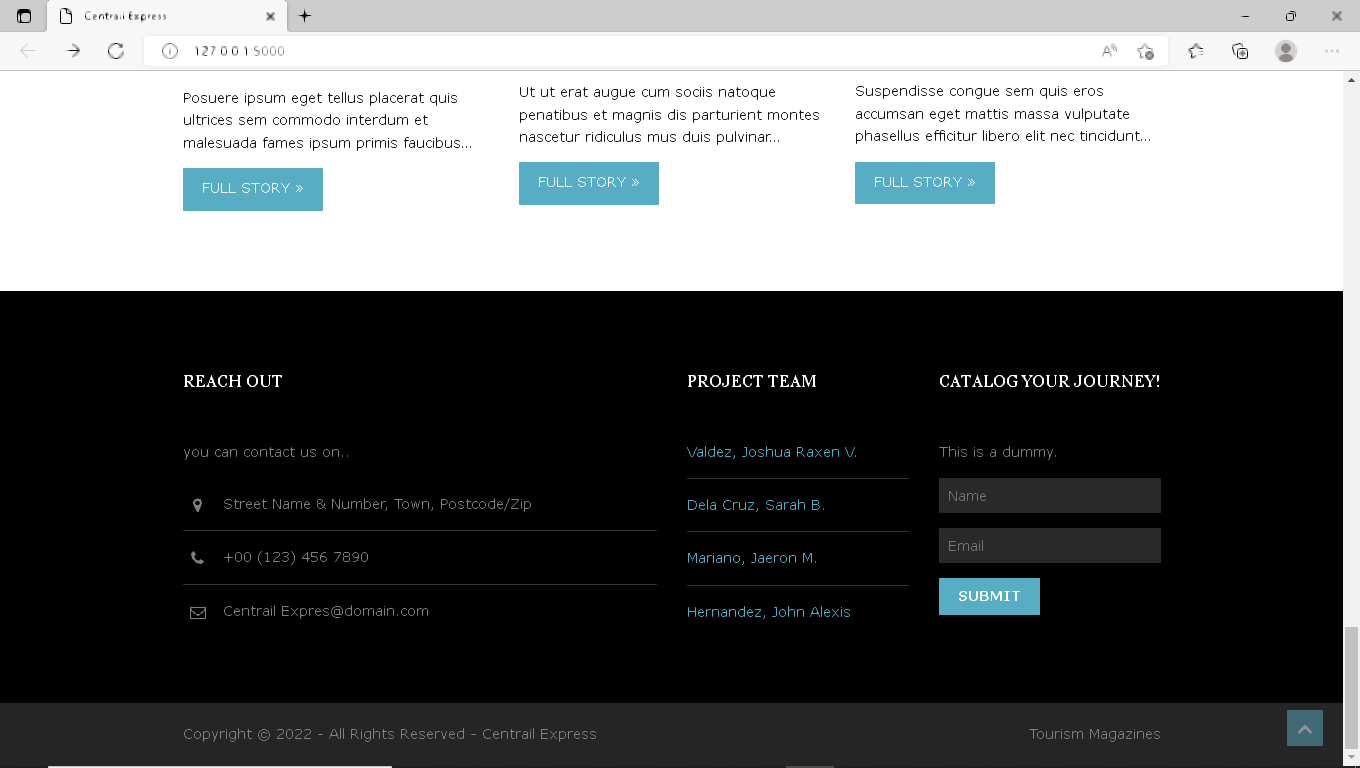 Centrail Express
127.0.0.1:5000
Posuere ipsum eget tellus placerat quis
ultrices sem commodo interdum et
malesuada fames ipsum primis faucibus...
FULL STORY »
Ut ut erat augue cum sociis natoque
penatibus et magnis dis parturient montes
nascetur ridiculus mus duis pulvinar...
FULL STORY »
Suspendisse congue sem quis eros
accumsan eget mattis massa vulputate
phasellus efficitur libero elit nec tincidunt...
FULL STORY »
REACH OUT
you can contact us on..
Street Name & Number, Town, Postcode/Zip
+00 (123) 456 7890
Centrail Expres@domain.com
PROJECT TEAM
Valdez, Joshua Raxen V.
Dela Cruz, Sarah B.
Mariano, Jaeron M.
Hernandez, John Alexis
CATALOG YOUR JOURNEY!
This is a dummy.
Name
Email
SUBMIT
Copyright © 2022 - All Rights Reserved - Centrail Express
Tourism Magazines